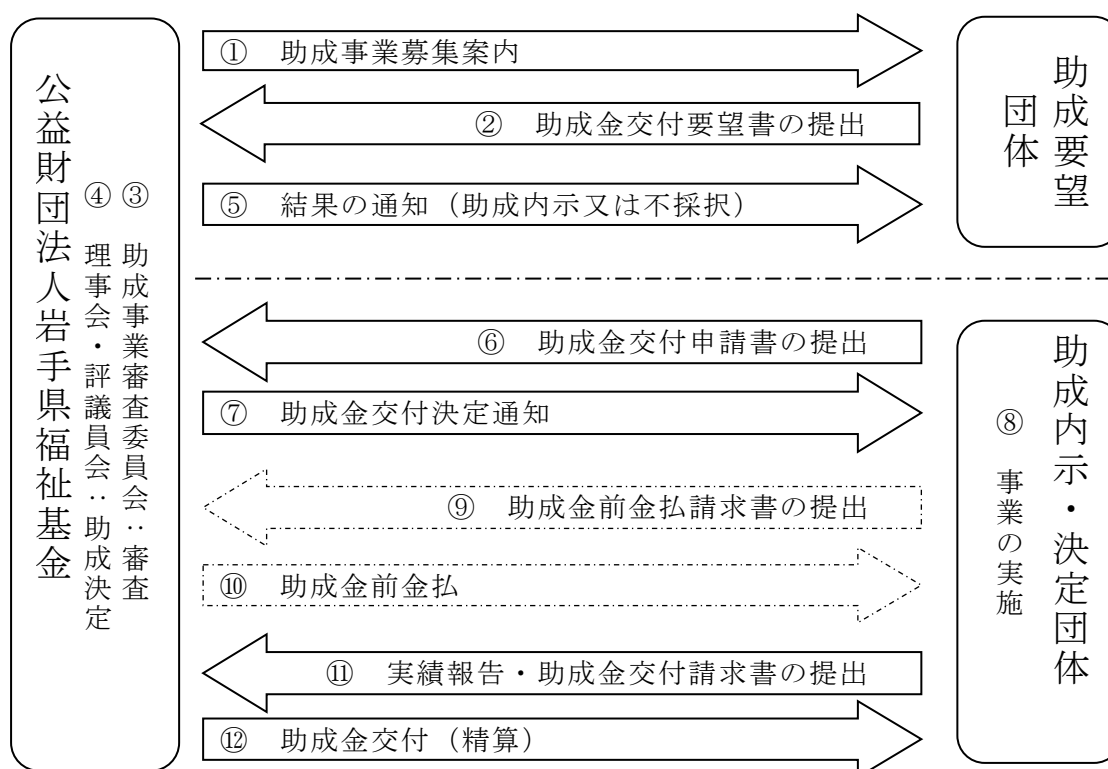 公益財団法人岩手県福祉基金
③　助成事業審査委員会：審査
④　理事会・評議員会：助成決定
①　助成事業募集案内
②　助成金交付要望書の提出
⑤　結果の通知（助成内示又は不採択）
助成要望
団体
⑥　助成金交付申請書の提出
⑦　助成金交付決定通知
⑨　助成金前金払請求書の提出
⑩　助成金前金払
⑪　実績報告・助成金交付請求書の提出
⑫　助成金交付（精算）
助成内示・決定団体
⑧　事業の実施